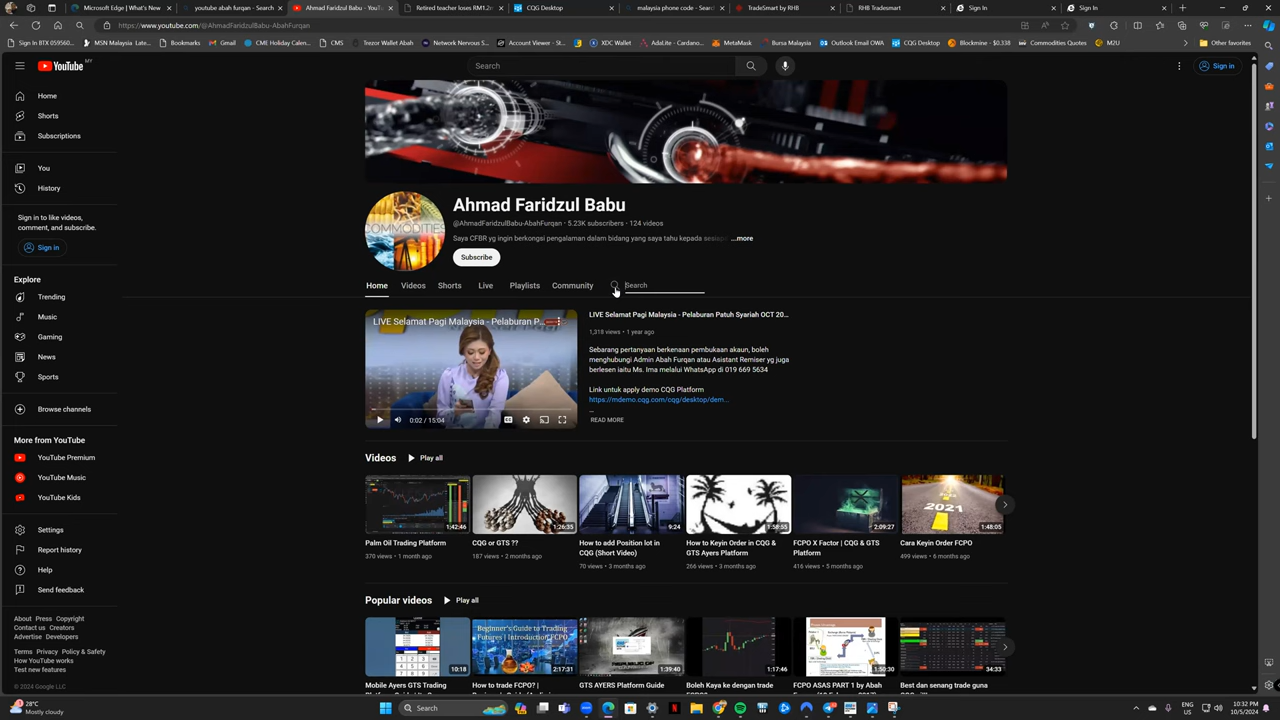 Microsoft Edge | What's New
youtube abah furqan - Search
Ahmad Faridzul Babu - YouT
Retired teacher loses RM1.2m
CQG Desktop
malaysia phone code - Search
TradeSmart by RHB
RHB Tradesmart
Sign In
Sign In
https://www.youtube.com/@AhmadFaridzulBabu-AbahFurqan
Sign in BTX 059560...
MSN Malaysia Latest...
Bookmarks
Gmail
CME Holiday Calen...
CMS
Trezor Wallet Abah
Network Nervous S...
Account Viewer - St...
XDC Wallet
AdaLite - Cardano...
MetaMask
Bursa Malaysia
Outlook Email OWA
CQG Desktop
Blockmine - $0.338
Commodities Quotes
M2U
Other favorites
YouTube MY
Search
Sign in
Home
Shorts
Subscriptions
You
History
Sign in to like videos,
comment, and subscribe.
Sign in
Explore
Trending
Music
Gaming
News
Sports
Browse channels
More from YouTube
YouTube Premium
YouTube Music
YouTube Kids
Settings
Report history
Help
Send feedback
About Press Copyright
Contact us Creators
Advertise Developers
Terms Privacy Policy & Safety
How YouTube works
Test new features
© 2024 Google LLC
COMMODITIES
Ahmad Faridzul Babu
@AhmadFaridzulBabu-AbahFurqan • 5.23K subscribers • 124 videos
Saya CFBR yg ingin berkongsi pengalaman dalam bidang yang saya tahu kepada ...more
Subscribe
Home
Videos
Shorts
Live
Playlists
Community
Search
LIVE Selamat Pagi Malaysia - Pelaburan P...
0:02 / 15:04
LIVE Selamat Pagi Malaysia - Pelaburan Patuh Syariah OCT 20...
1,318 views • 1 year ago
Sebarang pertanyaan berkenaan pembukaan akaun, boleh
menghubungi Admin Abah Furqan atau Asistant Remiser yg juga
berlesen iaitu Ms. Irma melalui WhatsApp di 019 669 5634
Link untuk apply demo CQG Platform
https://mdemo.cqg.com/cqg/desktop/dem...
...
READ MORE
Videos
Play all
1:42:46
1:26:35
9:24
1:58:55
2:09:27
2021
1:48:05
Palm Oil Trading Platform
370 views • 1 month ago
CQG or GTS ??
187 views • 2 months ago
How to add Position lot in
CQG (Short Video)
70 views • 3 months ago
How to Keyin Order in CQG &
GTS Ayers Platform
266 views • 3 months ago
FCPO X Factor | CQG & GTS
Platform
416 views • 5 months ago
Cara Keyin Order FCPO
499 views • 6 months ago
Popular videos
Play all
10:18
Beginner's Guide to Trading
Futures | Introduction FCPO
2:17:31
1:39:40
1:17:46
1:50:30
34:33
Mobile Ayers GTS Trading
How to trade FCPO? |
GTS AYERS Platform Guide
Boleh Kaya ke dengan trade
FCPO ASAS PART 1 by Abah
Best dan senang trade guna
28°C
Mostly cloudy
Search
ENG
US
10:32 PM
10/5/2024